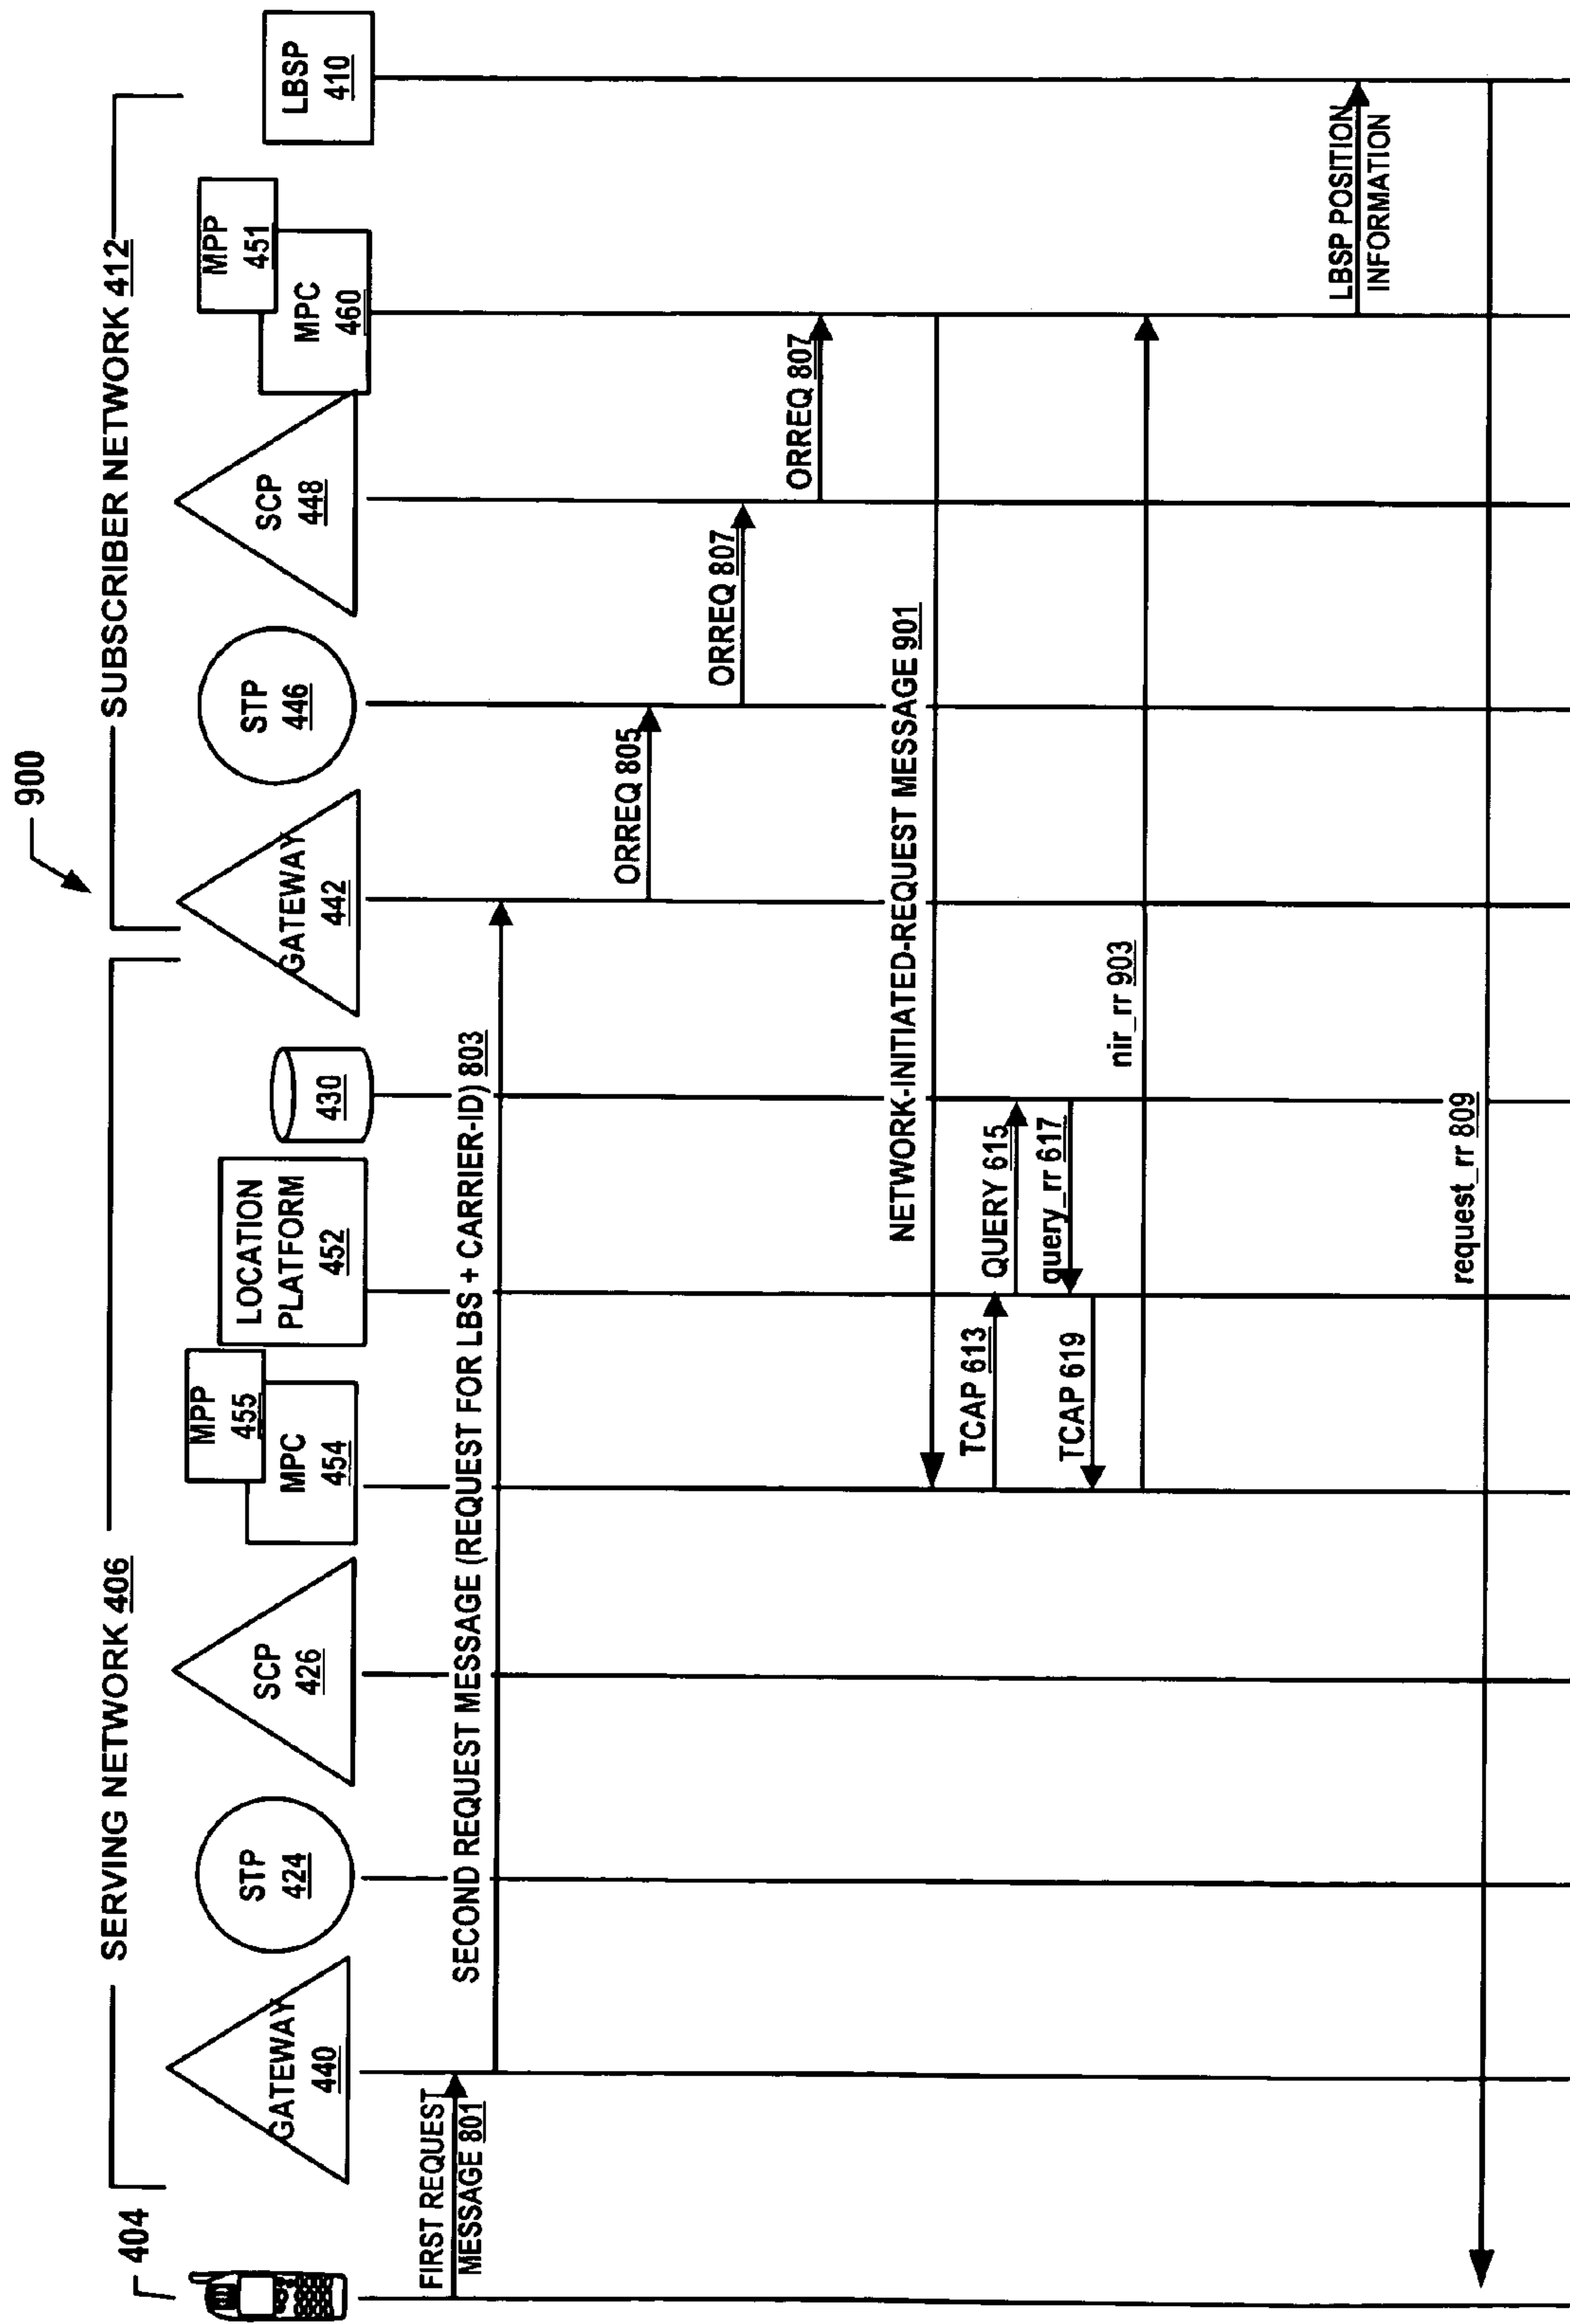 900
SERVING NETWORK 406
SUBSCRIBER NETWORK 412
404
GATEWAY
440
STP
424
SCP
426
MPP
455
MPC
454
LOCATION
PLATFORM
452
430
GATEWAY
442
STP
446
SCP
448
MPP
451
MPC
460
LBSP
410
FIRST REQUEST
MESSAGE 801
SECOND REQUEST MESSAGE (REQUEST FOR LBS + CARRIER-ID) 803
ORREQ 805
ORREQ 807
ORREQ 807
NETWORK-INITIATED-REQUEST MESSAGE 901
TCAP 613
QUERY 615
query_rr 617
TCAP 619
nir_rr 903
LBSP POSITION
INFORMATION
request_rr 809